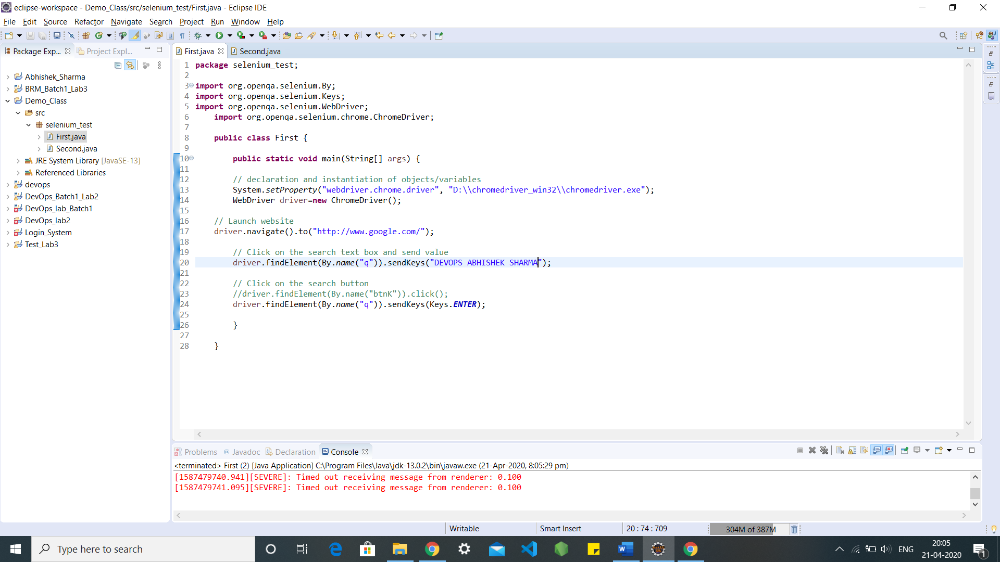 eclipse-workspace - Demo_Class/src/selenium_test/First.java - Eclipse IDE
File Edit Source Refactor Navigate Search Project Run Window Help
Package Exp... Project Expl...
Abhishek_Sharma
BRM_Batch1_Lab3
Demo_Class
src
selenium_test
First.java
Second.java
JRE System Library [JavaSE-13]
Referenced Libraries
devops
DevOps_Batch1_Lab2
DevOps_lab_Batch1
DevOps_lab2
Login_System
Test_Lab3
First.java Second.java
1 package selenium_test;
2
3 import org.openqa.selenium.By;
4 import org.openqa.selenium.Keys;
5 import org.openqa.selenium.WebDriver;
6 import org.openqa.selenium.chrome.ChromeDriver;
7
8 public class First {
9
10 public static void main(String[] args) {
11
12 // declaration and instantiation of objects/variables
13 System.setProperty("webdriver.chrome.driver", "D:\\chromedriver_win32\\chromedriver.exe");
14 WebDriver driver=new ChromeDriver();
15
16 // Launch website
17 driver.navigate().to("http://www.google.com/");
18
19 // Click on the search text box and send value
20 driver.findElement(By.name("q")).sendKeys("DEVOPS ABHISHEK SHARMA");
21
22 // Click on the search button
23 //driver.findElement(By.name("btnK")).click();
24 driver.findElement(By.name("q")).sendKeys(Keys.ENTER);
25
26 }
27
28 }
Problems Javadoc Declaration Console
<terminated> First (2) [Java Application] C:\Program Files\Java\jdk-13.0.2\bin\javaw.exe (21-Apr-2020, 8:05:29 pm)
[1587479740.941][SEVERE]: Timed out receiving message from renderer: 0.100
[1587479741.095][SEVERE]: Timed out receiving message from renderer: 0.100
Writable Smart Insert 20 : 74 : 709 304M of 387M
Type here to search
ENG
20:05
21-04-2020
1